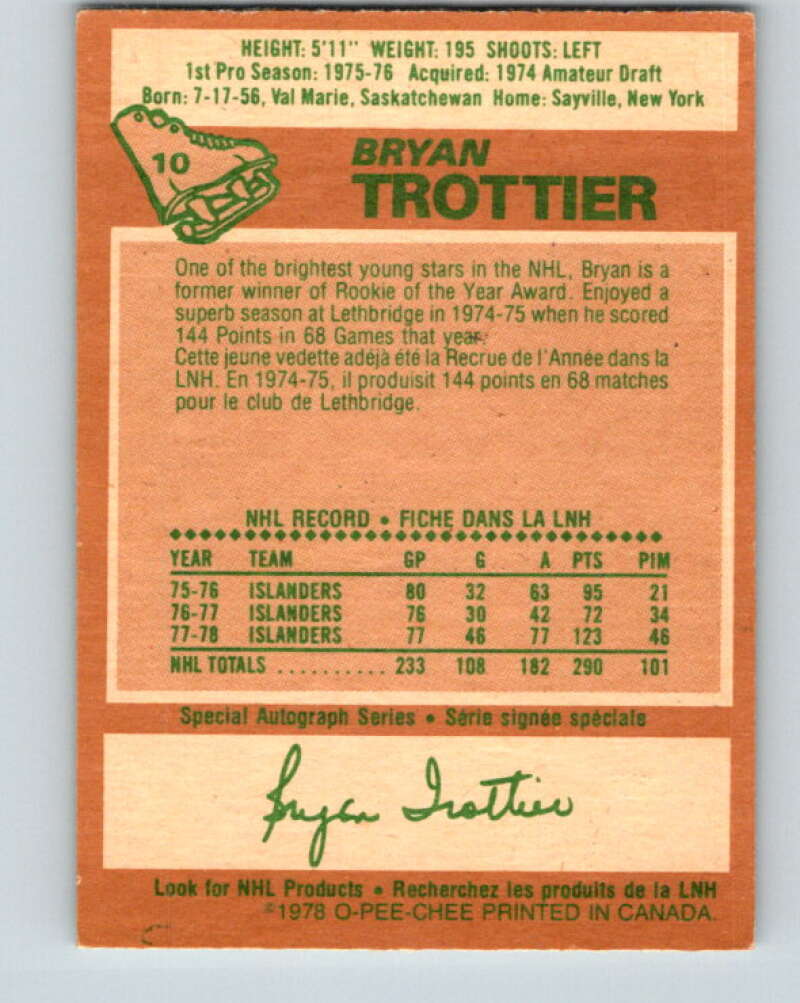 HEIGHT: 5'11" WEIGHT: 195 SHOOTS: LEFT
1st Pro Season: 1975-76 Acquired: 1974 Amateur Draft
Born: 7-17-56, Val Marie, Saskatchewan Home: Sayville, New York
10
BRYAN
TROTTIER
One of the brightest young stars in the NHL, Bryan is a
former winner of Rookie of the Year Award. Enjoyed a
superb season at Lethbridge in 1974-75 when he scored
144 Points in 68 Games that year.
Cette jeune vedette adéjà été la Recrue de l'Année dans la
LNH. En 1974-75, il produisit 144 points en 68 matches
pour le club de Lethbridge.
NHL RECORD • FICHE DANS LA LNH
YEAR TEAM GP G A PTS PIM
75-76 ISLANDERS 80 32 63 95 21
76-77 ISLANDERS 76 30 42 72 34
77-78 ISLANDERS 77 46 77 123 46
NHL TOTALS .......... 233 108 182 290 101
Special Autograph Series • Série signée spéciale
Bryan Trottier
Look for NHL Products • Recherchez les produits de la LNH
©1978 O-PEE-CHEE PRINTED IN CANADA.